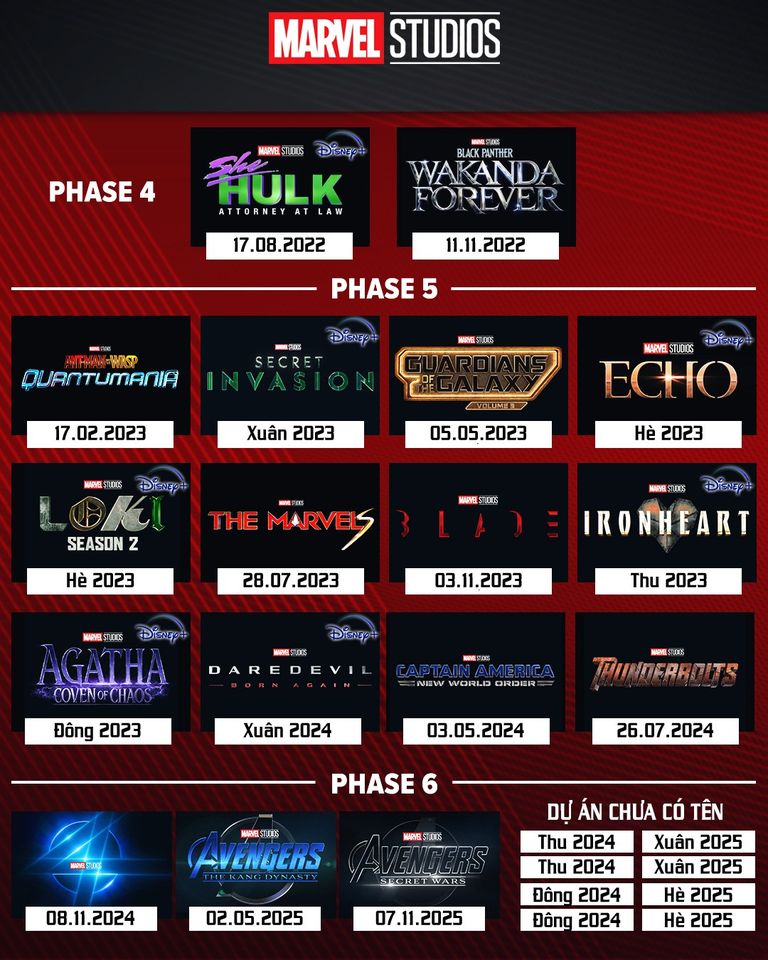 MARVEL STUDIOS
PHASE 4
MARVEL STUDIOS
Disney+
She
HULK
ATTORNEY AT LAW
17.08.2022
MARVEL STUDIOS
BLACK PANTHER
WAKANDA
FOREVER
11.11.2022
PHASE 5
MARVEL STUDIOS
ANT-MAN AND THE WASP
QUANTUMANIA
17.02.2023
Disney+
MARVEL STUDIOS
SECRET
INVASION
Xuân 2023
MARVEL STUDIOS
GUARDIANS
OF THE
GALAXY
VOLUME 3
05.05.2023
Disney+
MARVEL STUDIOS
ECHO
Hè 2023
MARVEL STUDIOS
Disney+
LOKI
SEASON 2
Hè 2023
MARVEL STUDIOS
THE MARVELS
28.07.2023
MARVEL STUDIOS
BLADE
03.11.2023
Disney+
MARVEL STUDIOS
IRONHEART
Thu 2023
Disney+
MARVEL STUDIOS
AGATHA
COVEN OF CHAOS
Đông 2023
Disney+
MARVEL STUDIOS
DAREDEVIL
BORN AGAIN
Xuân 2024
MARVEL STUDIOS
CAPTAIN AMERICA
NEW WORLD ORDER
03.05.2024
MARVEL STUDIOS
THUNDERBOLTS
26.07.2024
PHASE 6
MARVEL STUDIOS
4
08.11.2024
MARVEL STUDIOS
AVENGERS
THE KANG DYNASTY
02.05.2025
MARVEL STUDIOS
AVENGERS
SECRET WARS
07.11.2025
DỰ ÁN CHƯA CÓ TÊN
Thu 2024 Xuân 2025
Thu 2024 Xuân 2025
Đông 2024 Hè 2025
Đông 2024 Hè 2025